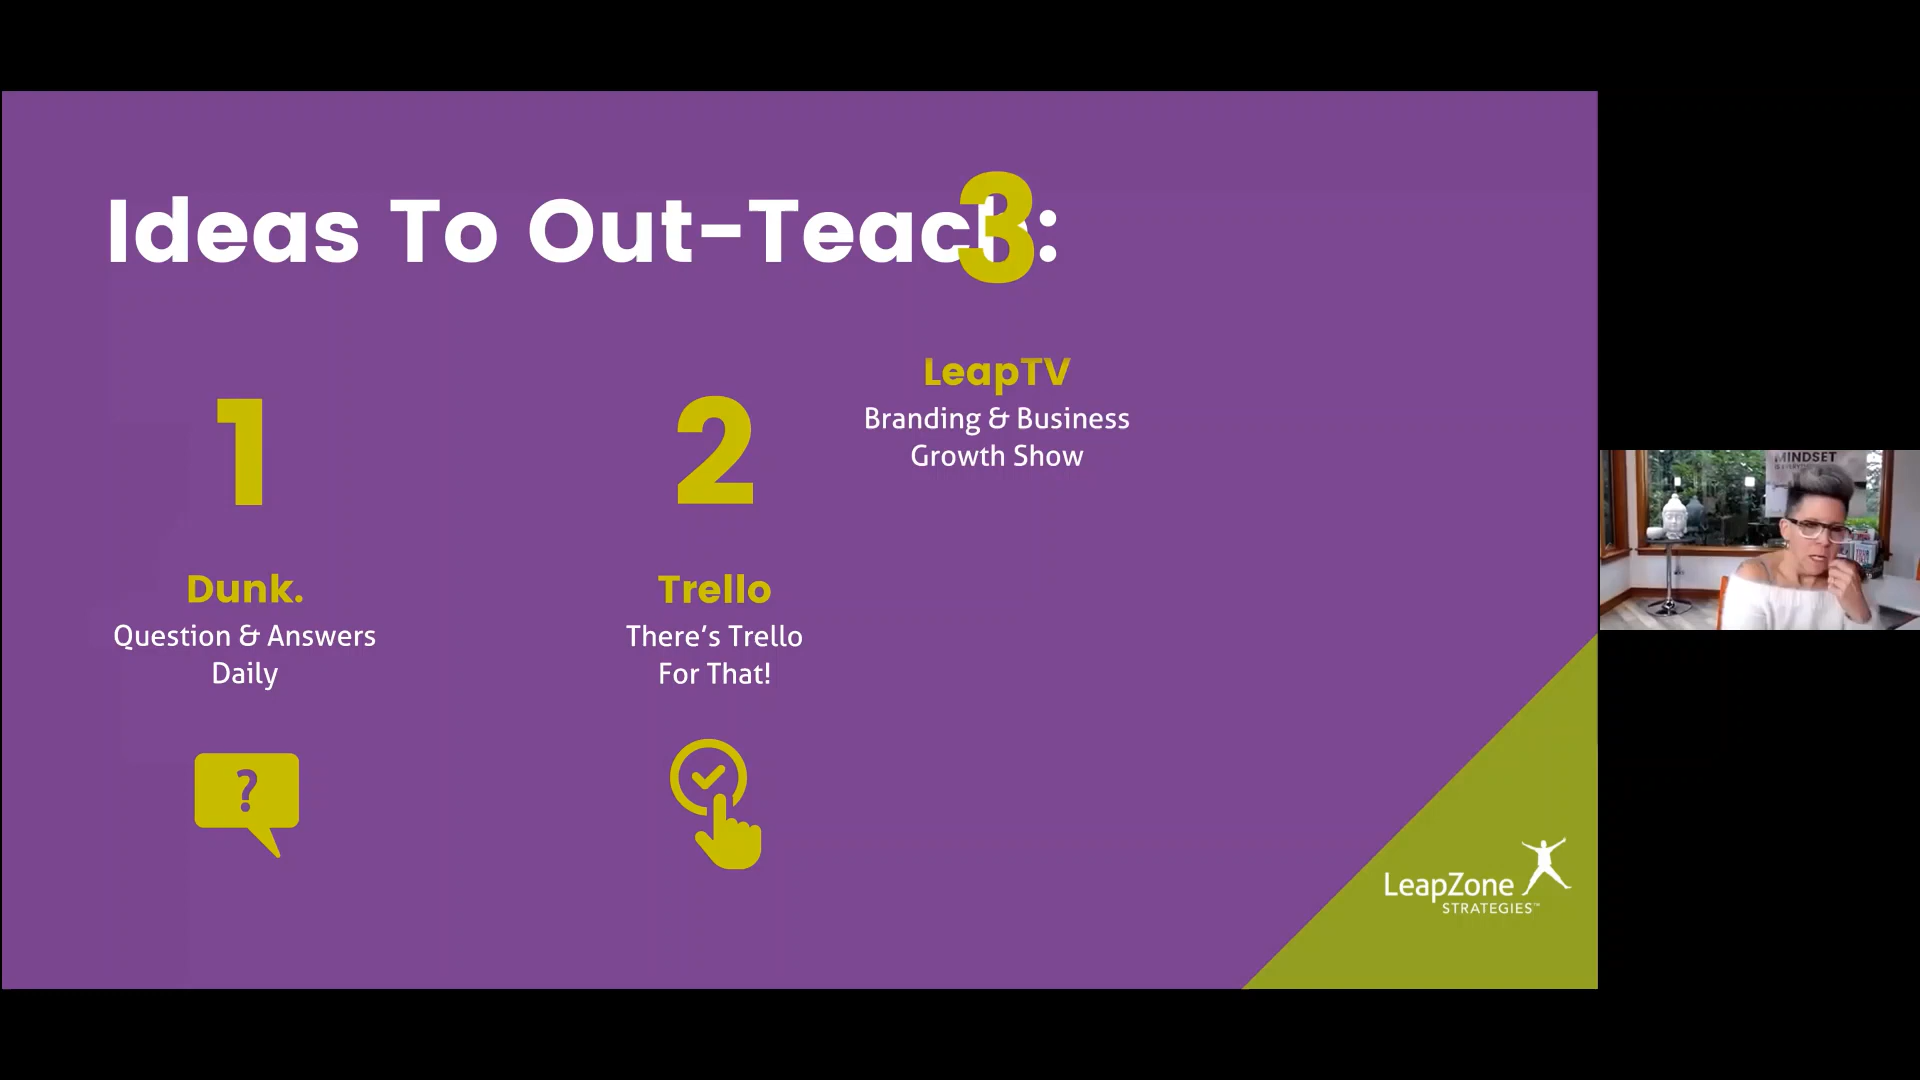 Ideas To Out-Teach:
1
Dunk.
Question & Answers
Daily
?
2
Trello
There's Trello
For That!
3
LeapTV
Branding & Business
Growth Show
LeapZone
STRATEGIES™
MINDSET